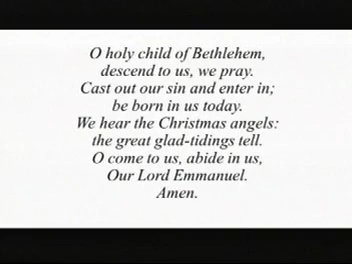 O holy child of Bethlehem,
descend to us, we pray.
Cast out our sin and enter in;
be born in us today.
We hear the Christmas angels:
the great glad-tidings tell.
O come to us, abide in us,
Our Lord Emmanuel.
Amen.